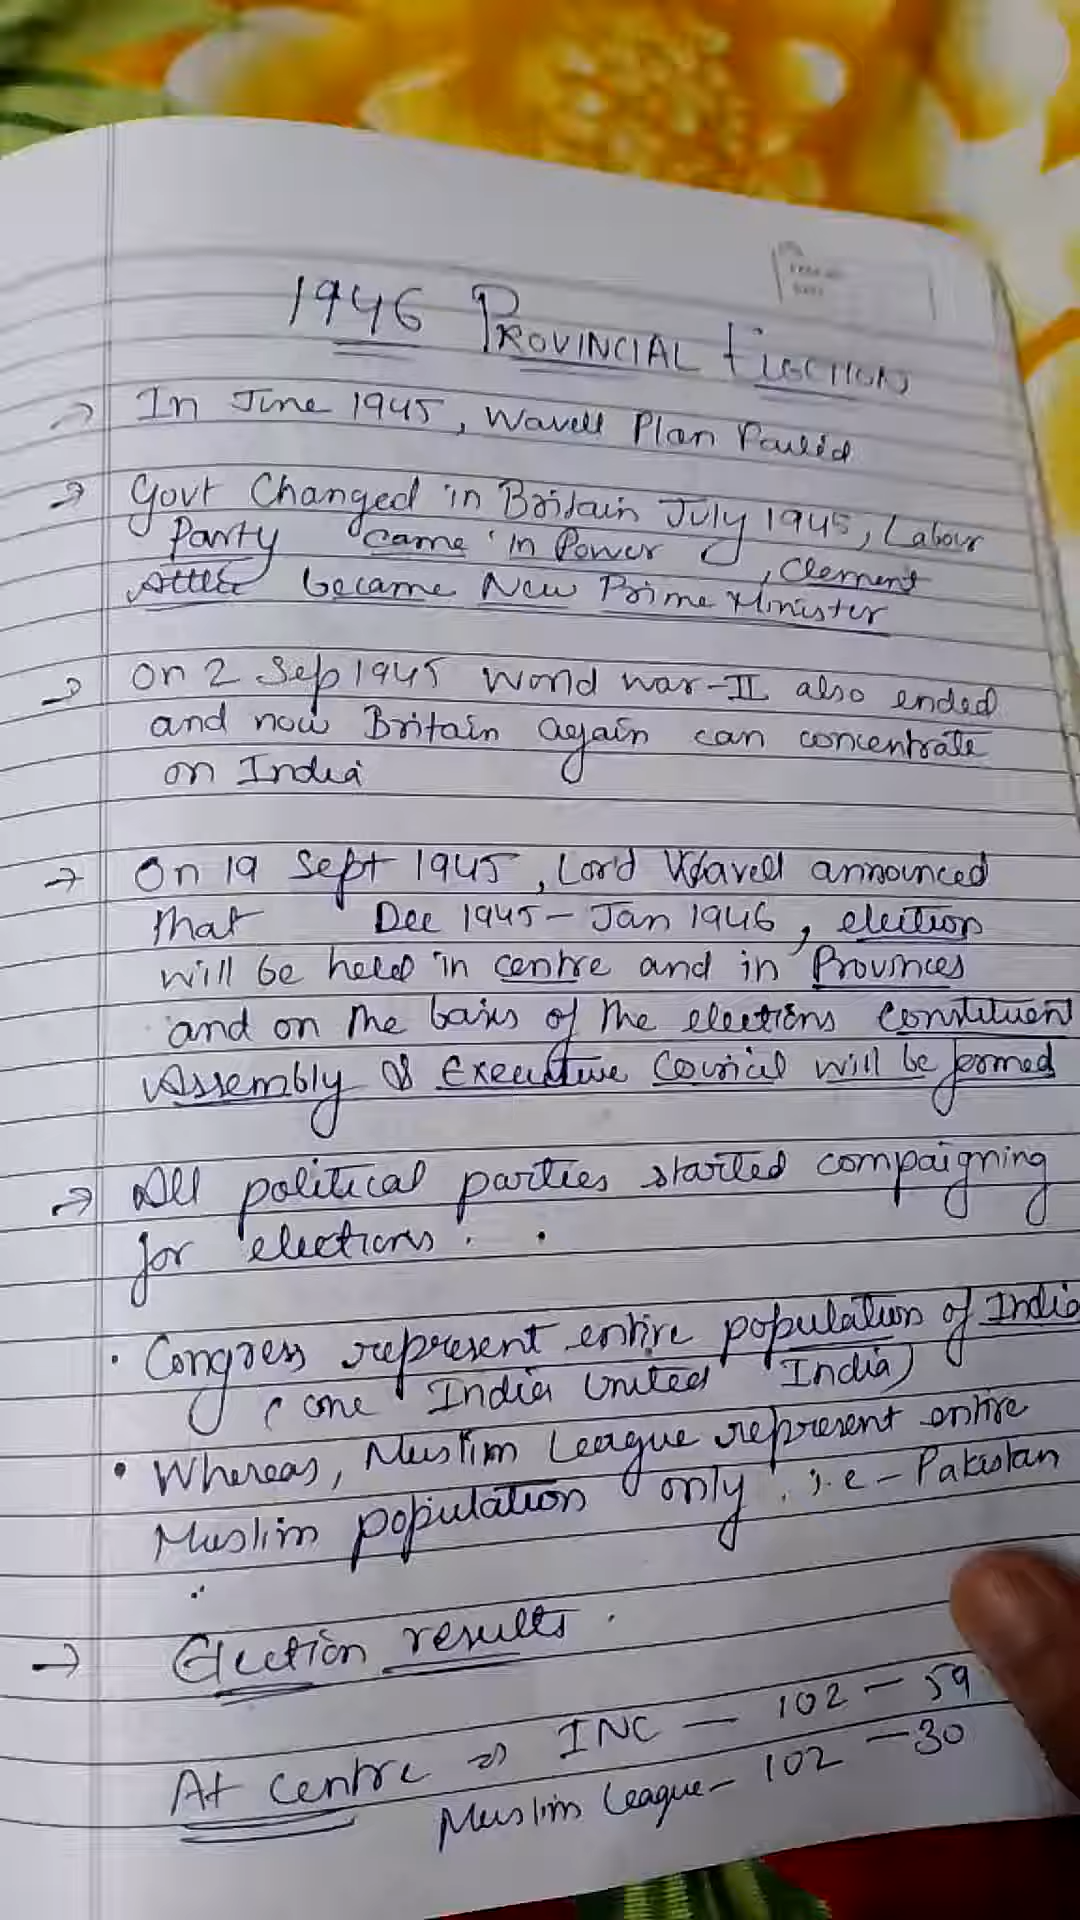 1946 PROVINCIAL Elections
→ In June 1945, Wavell Plan Failed
→ Govt Changed in Britain July 1945, Labour
Party came in Power, Clement
Attlee became New Prime Minister
→ On 2 Sep 1945 World War-II also ended
and now Britain again can concentrate
on India
→ On 19 Sept 1945, Lord Wavell announced
that Dec 1945 - Jan 1946, election
will be held in centre and in Provinces
and on the basis of the elections Constituent
Assembly & Executive Council will be formed
→ All political parties started compaigning
for elections.
• Congress represent entire population of India
(one India United India)
• Whereas, Muslim League represent entire
Muslim population only. i.e - Pakistan
→ Election results.
At centre ⇒ INC — 102 — 59
Muslim League - 102 — 30